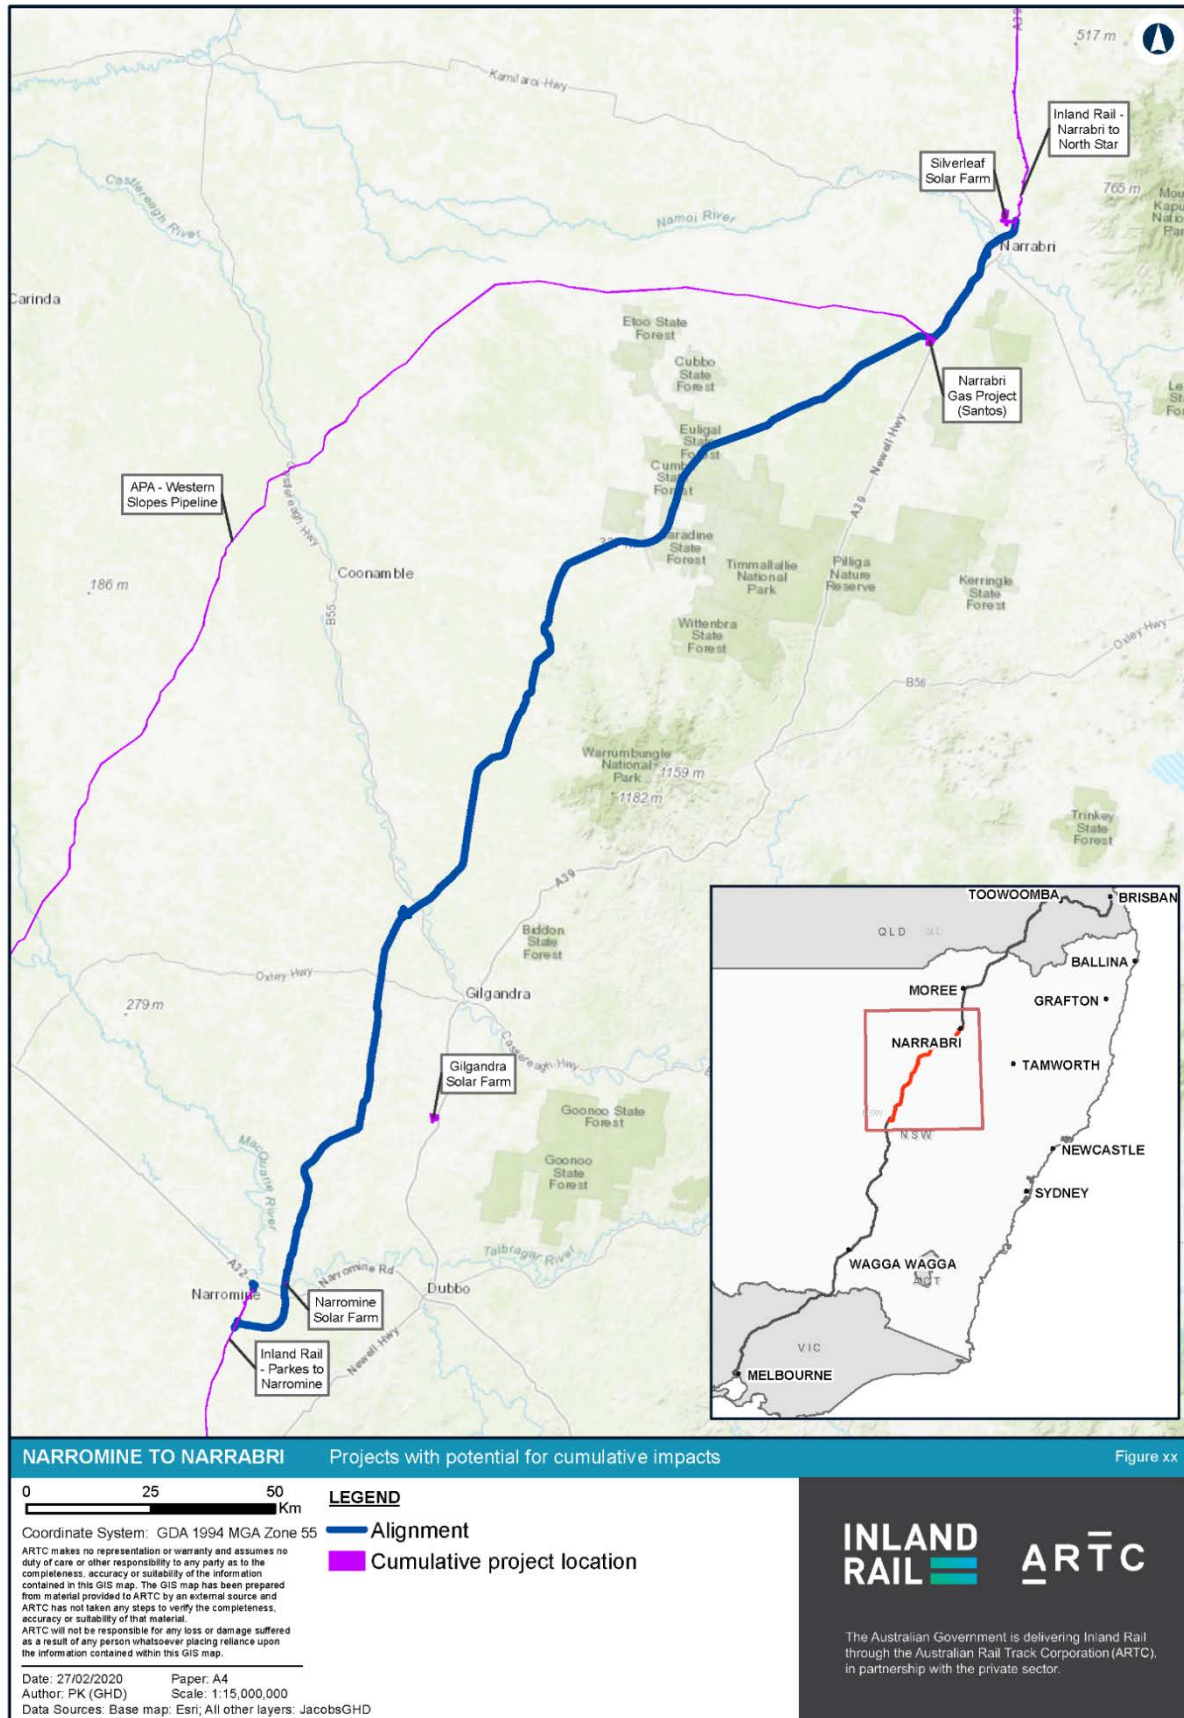 517 m
Kamilaroi Hwy
Inland Rail -
Narrabri to
North Star
Silverleaf
Solar Farm
765 m
Castlereagh River
Namoi River
Narrabri
Carinda
Etoo State
Forest
Cubbo
State
Forest
Narrabri
Gas Project
(Santos)
Euligal
State
Forest
Newell Hwy
A39
APA - Western
Slopes Pipeline
Castlereagh Hwy
State
Forest
Timmallallie
National
Park
Pilliga
Nature
Reserve
Kerringle
State
Forest
Coonamble
186 m
B55
Wittenbra
State
Forest
Oxley Hwy
B56
Warrumbungle
National
Park
1159 m
1182 m
Trinkey
State
Forest
A39
Biddon
State
Forest
Oxley Hwy
Gilgandra
279 m
Castlereagh Hwy
Gilgandra
Solar Farm
Goonoo State
Forest
Goonoo
State
Forest
Macquarie River
Talbragar River
A32
Narromine Rd
Narromine
Dubbo
Narromine
Solar Farm
Newell Hwy
Inland Rail
- Parkes to
Narromine
TOOWOOMBA
BRISBAN
QLD
QLD
BALLINA
MOREE
GRAFTON
NARRABRI
TAMWORTH
NSW
NSW
NEWCASTLE
SYDNEY
WAGGA WAGGA
ACT
VIC
MELBOURNE
NARROMINE TO NARRABRI
Projects with potential for cumulative impacts
Figure xx
0 25 50
Km
Coordinate System: GDA 1994 MGA Zone 55
ARTC makes no representation or warranty and assumes no
duty of care or other responsibility to any party as to the
completeness, accuracy or suitability of the information
contained in this GIS map. The GIS map has been prepared
from material provided to ARTC by an external source and
ARTC has not taken any steps to verify the completeness,
accuracy or suitability of that material.
ARTC will not be responsible for any loss or damage suffered
as a result of any person whatsoever placing reliance upon
the information contained within this GIS map.
Date: 27/02/2020 Paper: A4
Author: PK (GHD) Scale: 1:15,000,000
Data Sources: Base map: Esri; All other layers: JacobsGHD
LEGEND
Alignment
Cumulative project location
INLAND
RAIL
ARTC
The Australian Government is delivering Inland Rail
through the Australian Rail Track Corporation (ARTC),
in partnership with the private sector.